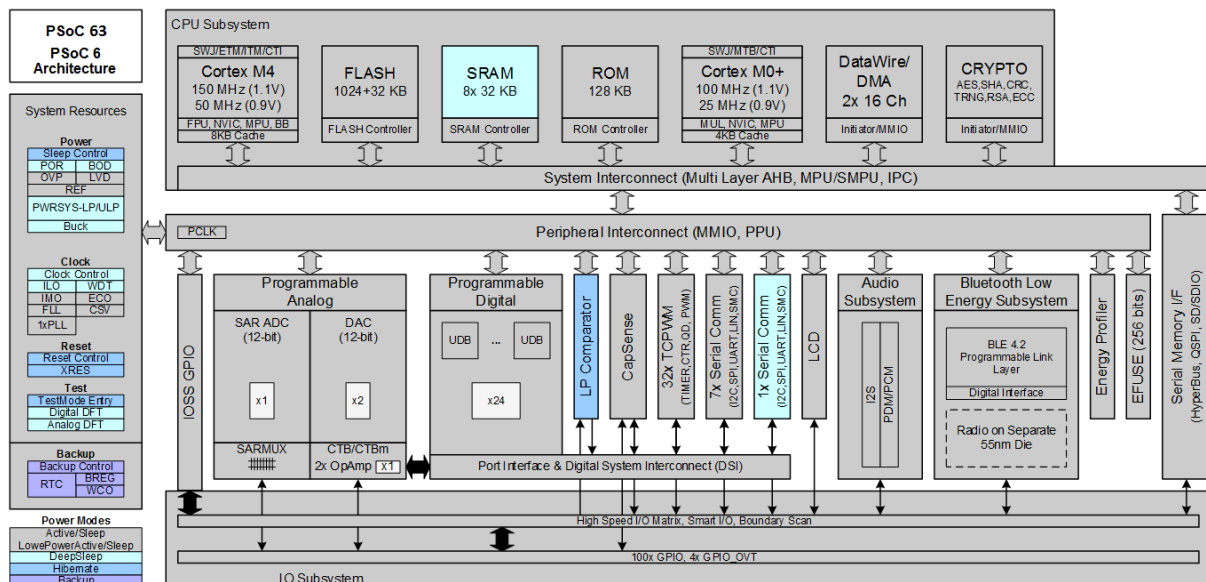 PSoC 63
PSoC 6
Architecture
System Resources
Power
Sleep Control
POR BOD
OVP LVD
REF
PWRSYS-LP/ULP
Buck
Clock
Clock Control
ILO WDT
IMO ECO
FLL CSV
1xPLL
Reset
Reset Control
XRES
Test
TestMode Entry
Digital DFT
Analog DFT
Backup
Backup Control
RTC BREG
WCO
Power Modes
Active/Sleep
LowePowerActive/Sleep
DeepSleep
Hibernate
Backup
CPU Subsystem
SWJ/ETM/ITM/CTI
Cortex M4
150 MHz (1.1V)
50 MHz (0.9V)
FPU, NVIC, MPU, BB
8KB Cache
FLASH
1024+32 KB
FLASH Controller
SRAM
8x 32 KB
SRAM Controller
ROM
128 KB
ROM Controller
SWJ/MTB/CTI
Cortex M0+
100 MHz (1.1V)
25 MHz (0.9V)
MUL, NVIC, MPU
4KB Cache
DataWire/
DMA
2x 16 Ch
Initiator/MMIO
CRYPTO
AES,SHA,CRC,
TRNG,RSA,ECC
Initiator/MMIO
System Interconnect (Multi Layer AHB, MPU/SMPU, IPC)
PCLK
Peripheral Interconnect (MMIO, PPU)
IOSS GPIO
Programmable
Analog
SAR ADC
(12-bit)
x1
SARMUX
DAC
(12-bit)
x2
CTB/CTBm
2x OpAmp x1
Programmable
Digital
UDB ... UDB
x24
LP Comparator
CapSense
32x TCPWM
(TIMER,CTR,QD, PWM)
7x Serial Comm
(I2C,SPI,UART,LIN,SMC)
1x Serial Comm
(I2C,SPI,UART,LIN,SMC)
LCD
Audio
Subsystem
I2S
PDM/PCM
Bluetooth Low
Energy Subsystem
BLE 4.2
Programmable Link
Layer
Digital Interface
Radio on Separate
55nm Die
Energy Profiler
EFUSE (256 bits)
Serial Memory I/F
(HyperBus, QSPI, SD/SDIO)
Port Interface & Digital System Interconnect (DSI)
High Speed I/O Matrix, Smart I/O, Boundary Scan
100x GPIO, 4x GPIO_OVT
IO Subsystem